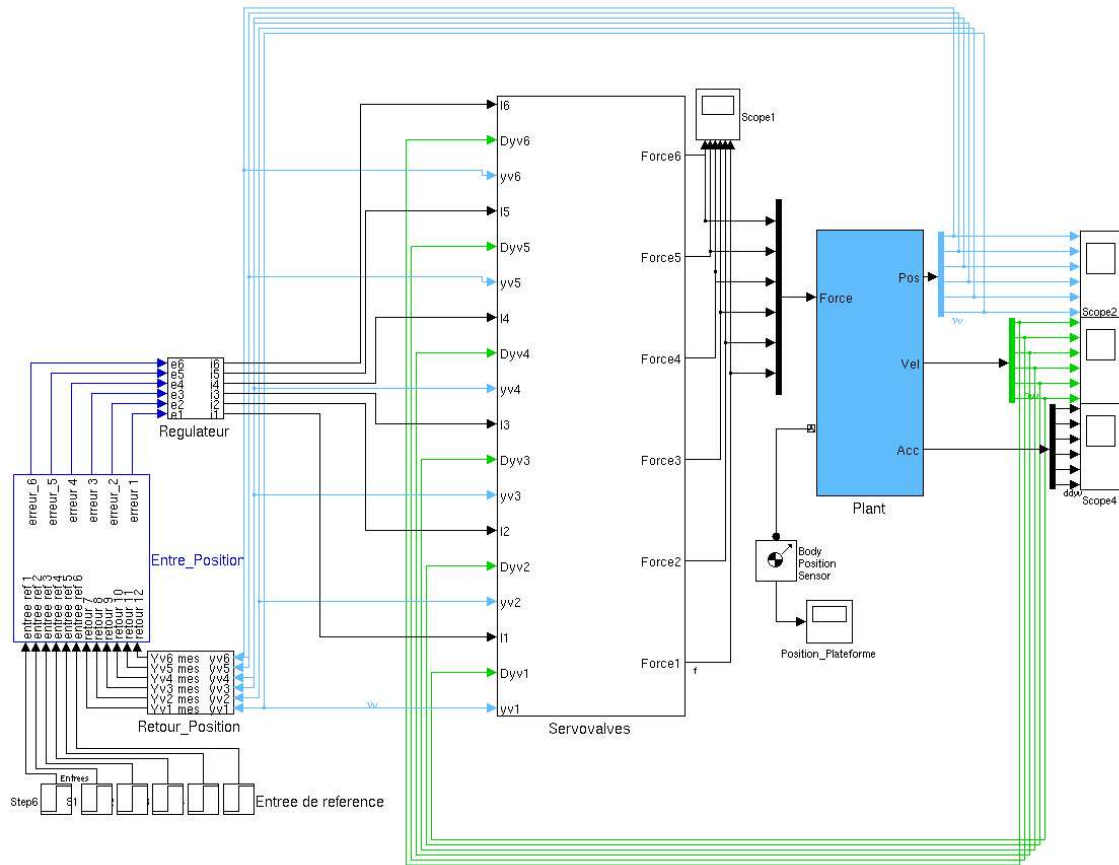 Scope1
I6
Dyv6
yv6
I5
Dyv5
yv5
I4
Dyv4
yv4
I3
Dyv3
yv3
I2
Dyv2
yv2
I1
Dyv1
yv1
Force6
Force5
Force4
Force3
Force2
Force1
f
Servovalves
Force
Pos
Vel
Acc
Plant
Scope2
Scope4
ddyv
Body
Position
Sensor
Position_Plateforme
e6 i6
e5 i5
e4 i4
e3 i3
e2 i2
e1 i1
Regulateur
erreur_6
erreur_5
erreur 4
erreur 3
erreur_2
erreur 1
Entre_Position
entree ref 1
entree ref 2
entree ref 3
entree ref 4
entree ref 5
entree ref 6
retour 7
retour 8
retour 9
retour 10
retour 11
retour 12
Yv6 mes yv6
Yv5 mes yv5
Yv4 mes yv4
Yv3 mes yv3
Yv2 mes yv2
Yv1 mes yv1
Retour_Position
Entrees
Step6
Entree de reference